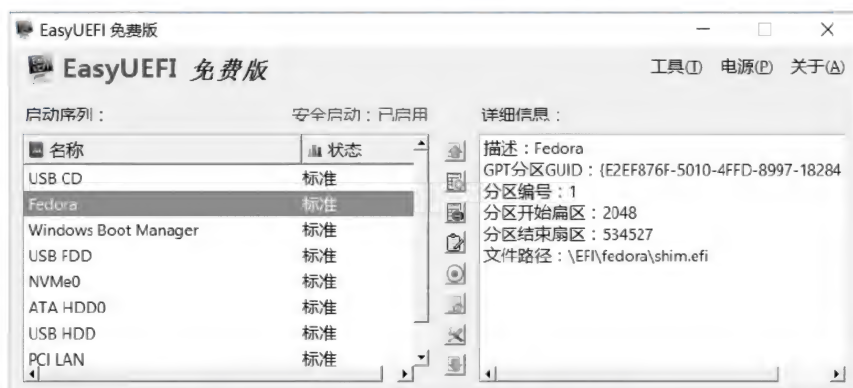 EasyUEFI 免费版
EasyUEFI 免费版
工具(T) 电源(P) 关于(A)
启动序列： 安全启动：已启用
名称 状态
USB CD 标准
Fedora 标准
Windows Boot Manager 标准
USB FDD 标准
NVMe0 标准
ATA HDD0 标准
USB HDD 标准
PCI LAN 标准
详细信息：
描述：Fedora
GPT分区GUID：{E2EF876F-5010-4FFD-8997-18284
分区编号：1
分区开始扇区：2048
分区结束扇区：534527
文件路径：\EFI\fedora\shim.efi